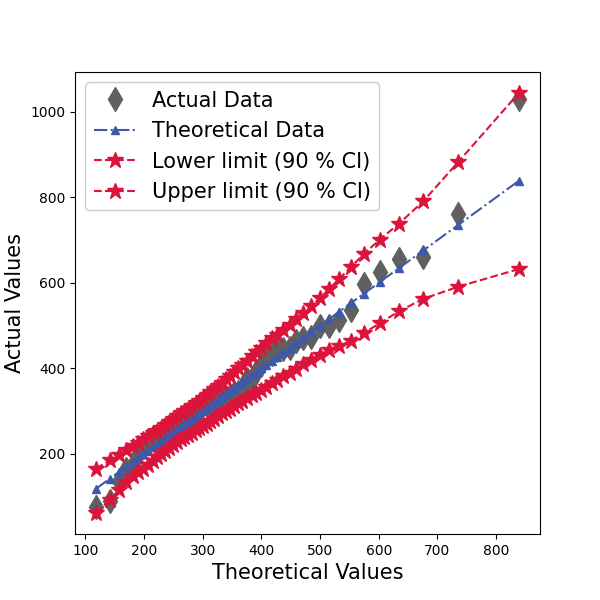 Actual Data
Theoretical Data
Lower limit (90 % CI)
Upper limit (90 % CI)
1000
800
600
400
200
Actual Values
100 200 300 400 500 600 700 800
Theoretical Values